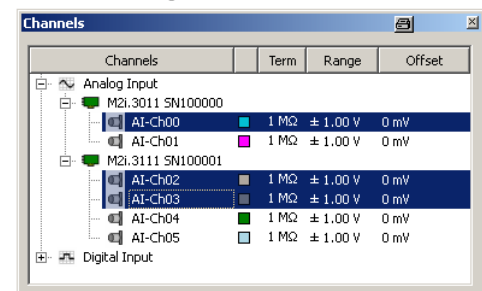 Channels
Channels Term Range Offset
Analog Input
M2i.3011 SN100000
AI-Ch00 1 MΩ ± 1.00 V 0 mV
AI-Ch01 1 MΩ ± 1.00 V 0 mV
M2i.3111 SN100001
AI-Ch02 1 MΩ ± 1.00 V 0 mV
AI-Ch03 1 MΩ ± 1.00 V 0 mV
AI-Ch04 1 MΩ ± 1.00 V 0 mV
AI-Ch05 1 MΩ ± 1.00 V 0 mV
Digital Input